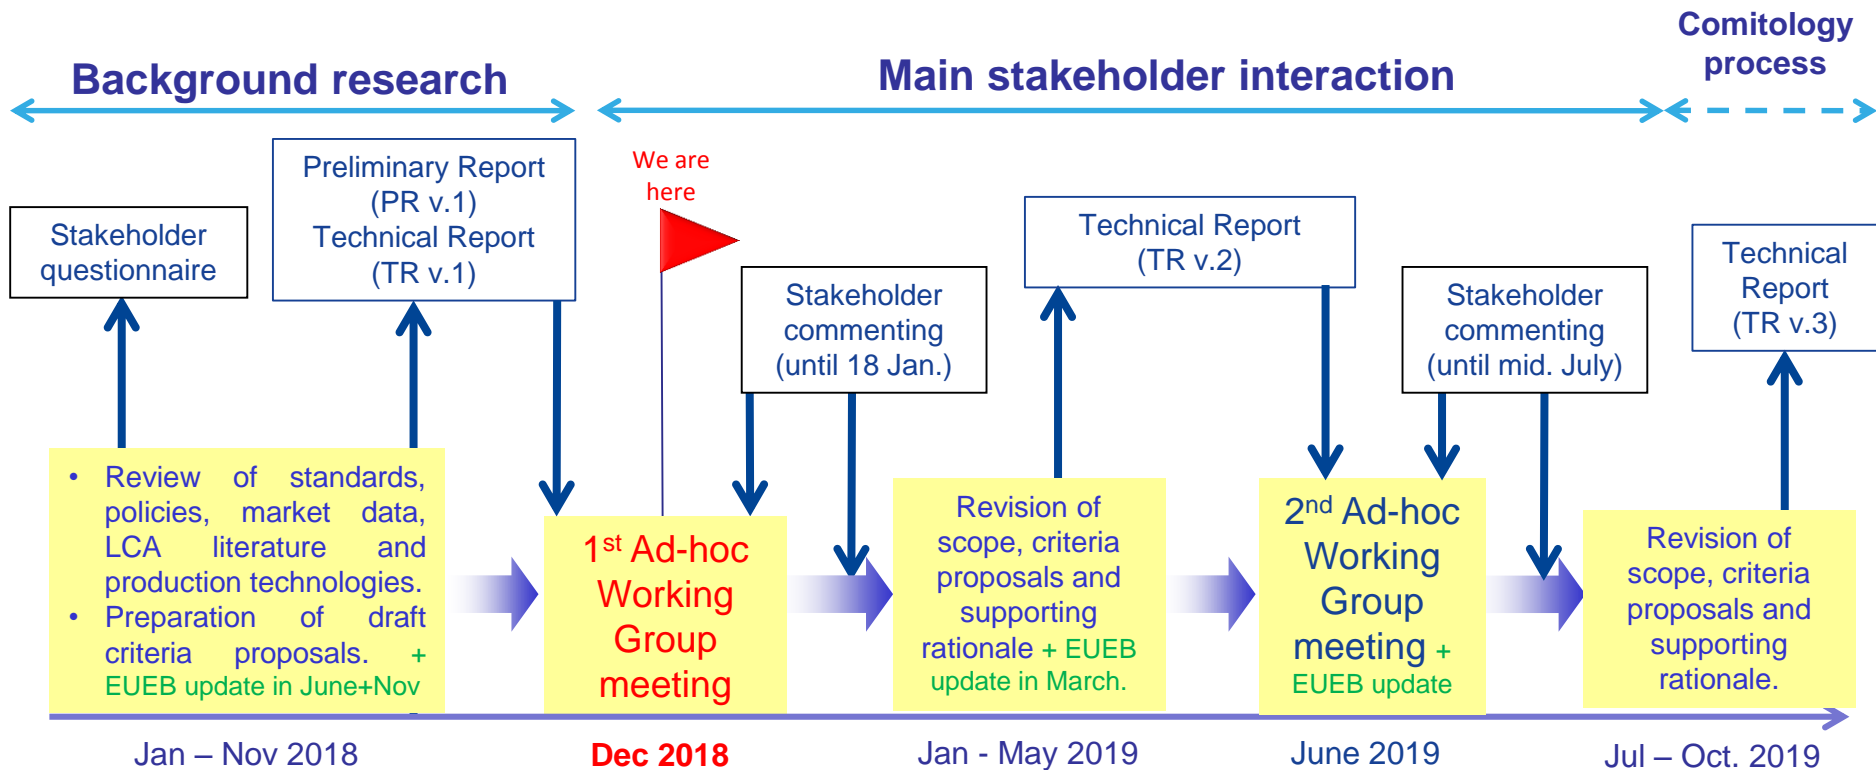 Background research
Main stakeholder interaction
Comitology
process
Stakeholder
questionnaire
Preliminary Report
(PR v.1)
Technical Report
(TR v.1)
We are
here
Stakeholder
commenting
(until 18 Jan.)
Technical Report
(TR v.2)
Stakeholder
commenting
(until mid. July)
Technical
Report
(TR v.3)
• Review of standards,
policies, market data,
LCA literature and
production technologies.
• Preparation of draft
criteria proposals. +
EUEB update in June+Nov
1st Ad-hoc
Working
Group
meeting
Revision of
scope, criteria
proposals and
supporting
rationale + EUEB
update in March.
2nd Ad-hoc
Working
Group
meeting +
EUEB update
Revision of
scope, criteria
proposals and
supporting
rationale.
Jan – Nov 2018
Dec 2018
Jan - May 2019
June 2019
Jul – Oct. 2019